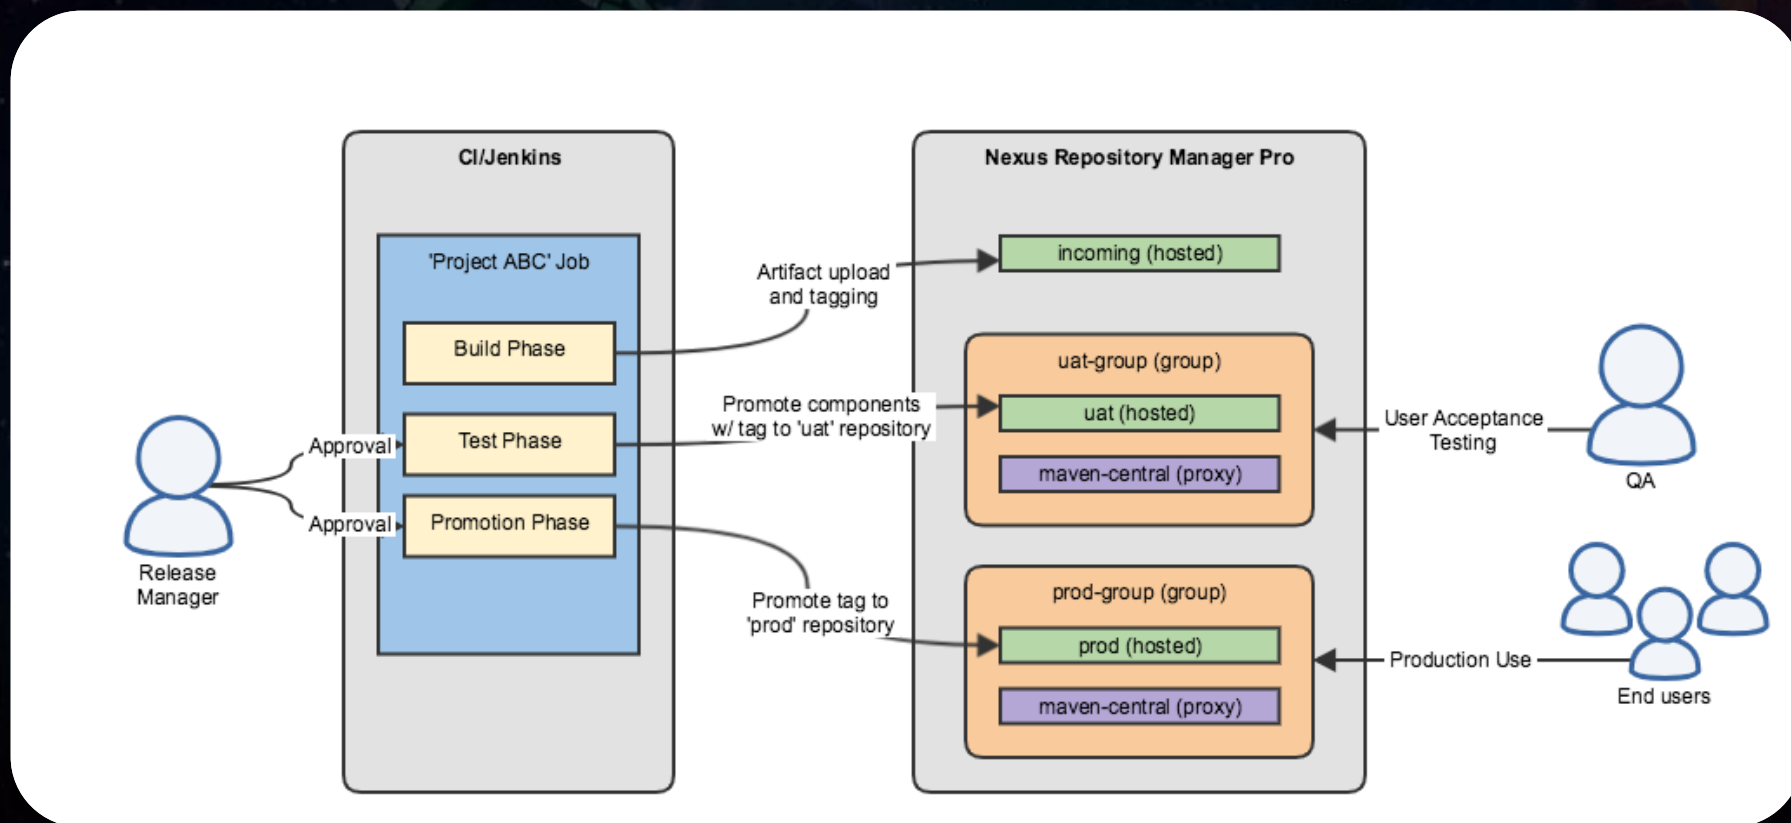 CI/Jenkins
'Project ABC' Job
Build Phase
Test Phase
Promotion Phase
Approval
Approval
Release
Manager
Artifact upload
and tagging
Promote components
w/ tag to 'uat' repository
Promote tag to
'prod' repository
Nexus Repository Manager Pro
incoming (hosted)
uat-group (group)
uat (hosted)
maven-central (proxy)
prod-group (group)
prod (hosted)
maven-central (proxy)
User Acceptance
Testing
QA
Production Use
End users